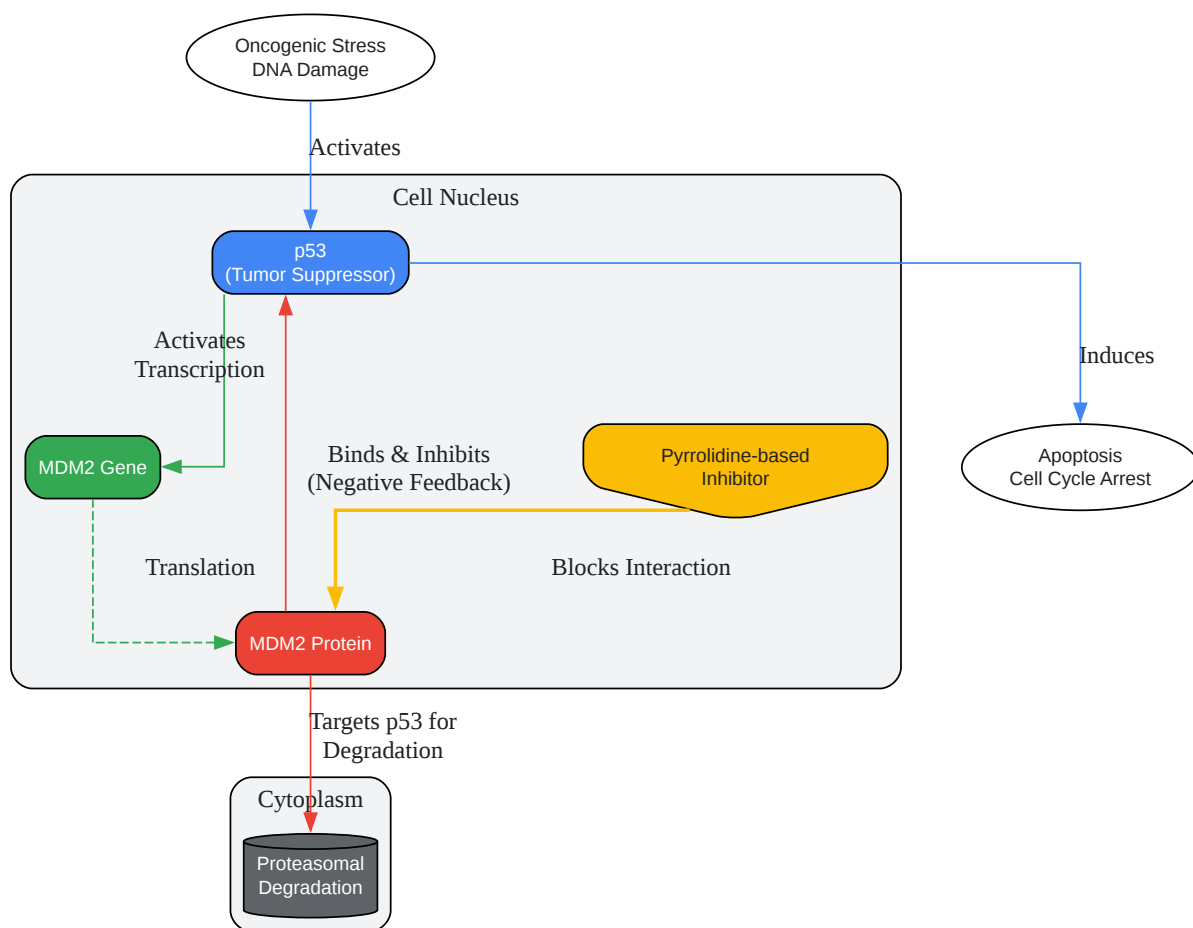 Oncogenic Stress
DNA Damage
Activates
Cell Nucleus
p53
(Tumor Suppressor)
Activates
Transcription
Induces
MDM2 Gene
Binds & Inhibits
(Negative Feedback)
Pyrrolidine-based
Inhibitor
Apoptosis
Cell Cycle Arrest
Translation
Blocks Interaction
MDM2 Protein
Targets p53 for
Degradation
Cytoplasm
Proteasomal
Degradation